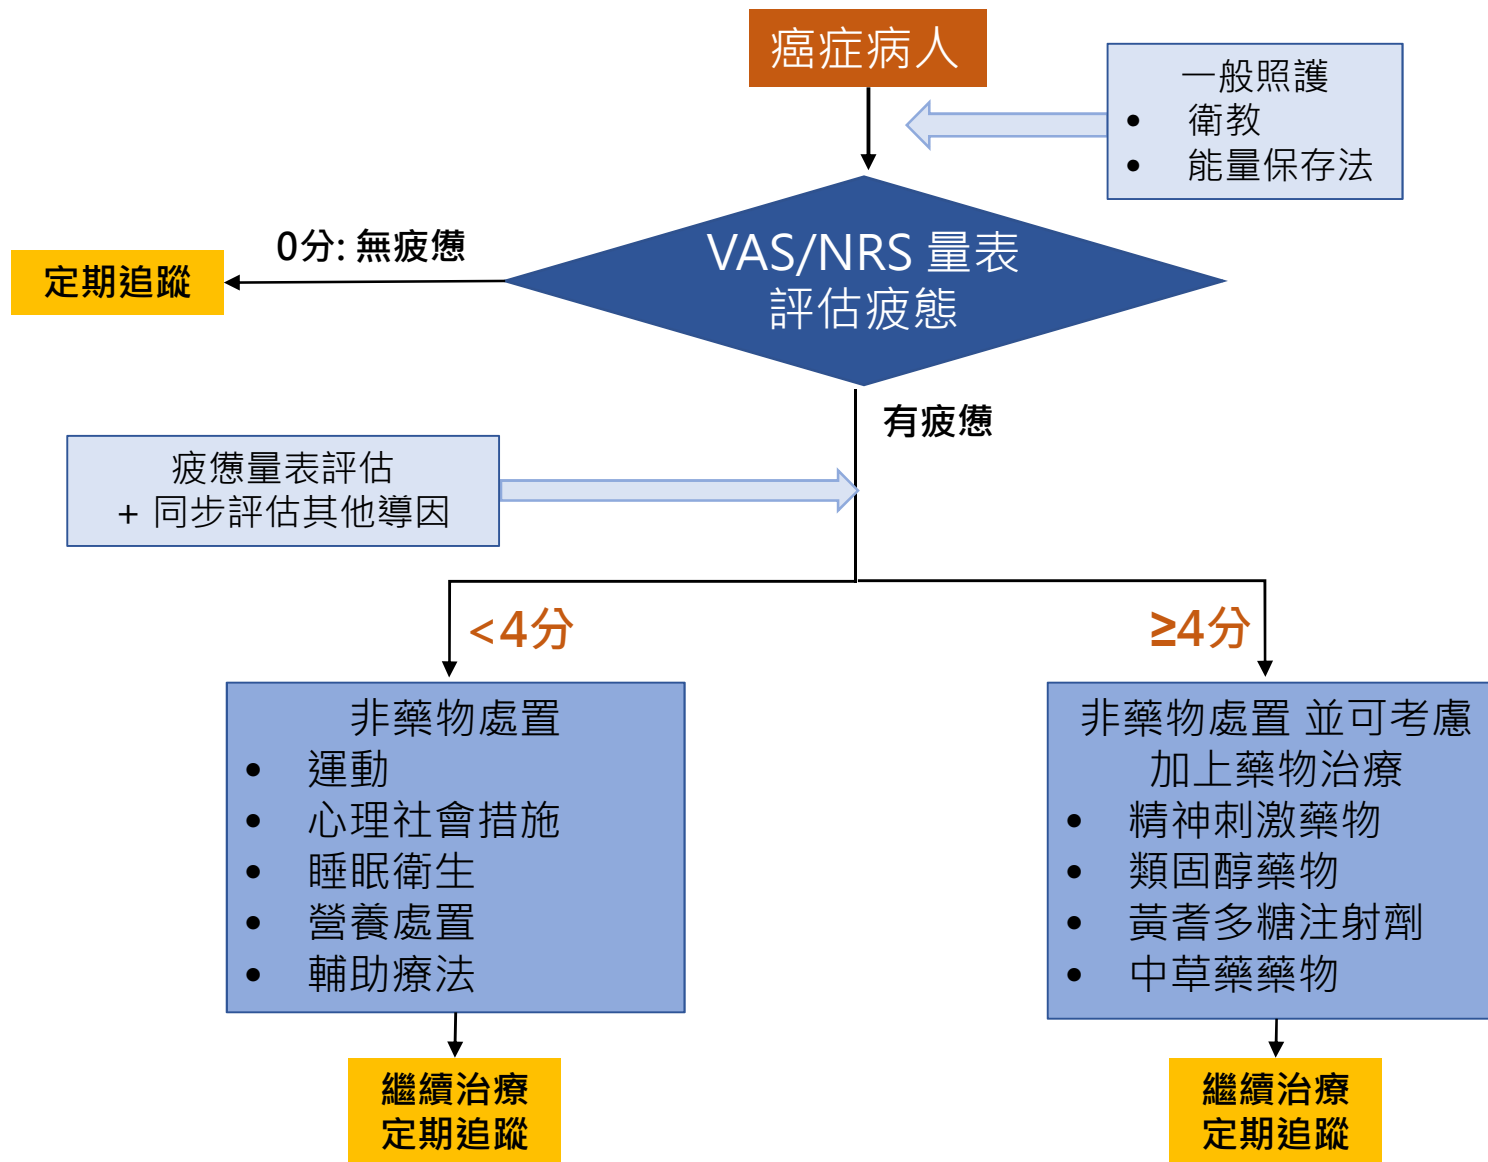 癌症病人
一般照護
• 衛教
• 能量保存法
VAS/NRS 量表
評估疲態
0分: 無疲憊
定期追蹤
有疲憊
疲憊量表評估
+ 同步評估其他導因
<4分
≥4分
非藥物處置
• 運動
• 心理社會措施
• 睡眠衛生
• 營養處置
• 輔助療法
非藥物處置 並可考慮
加上藥物治療
• 精神刺激藥物
• 類固醇藥物
• 黃耆多糖注射劑
• 中草藥藥物
繼續治療
定期追蹤
繼續治療
定期追蹤